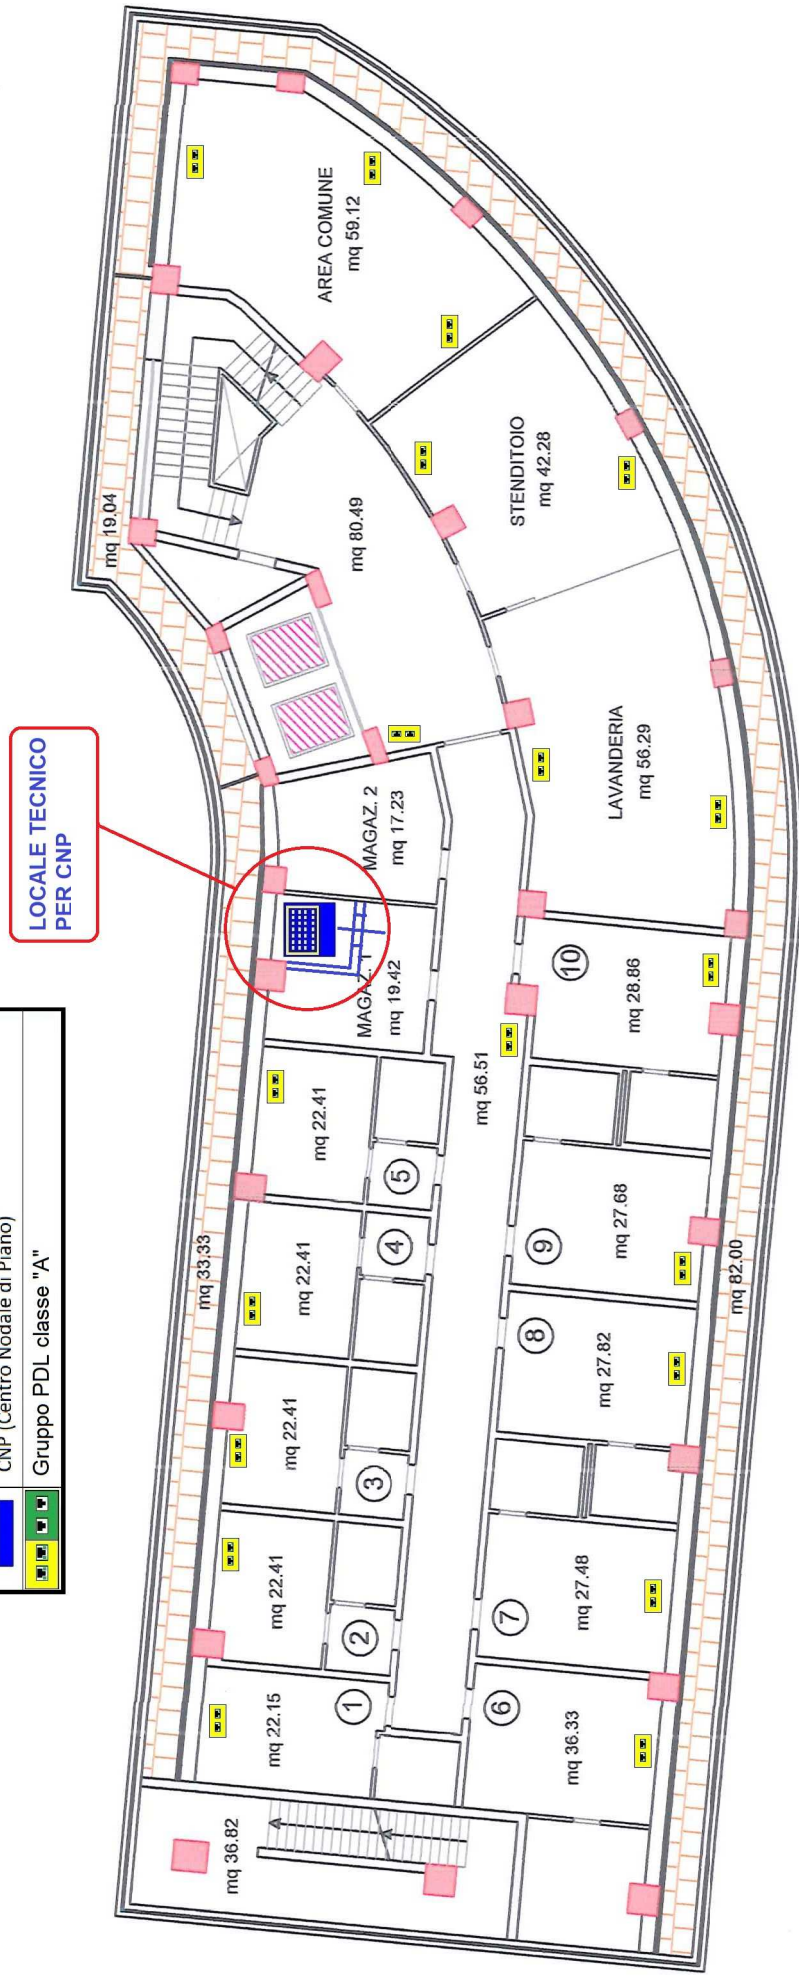 LOCALE TECNICO
PER CNP
CNP (Centro Nodale di Piano)
Gruppo PDL classe "A"
mq 36.82
mq 33.33
mq 19.04
AREA COMUNE
mq 59.12
mq 80.49
STENDITOIO
mq 42.28
LAVANDERIA
mq 56.29
MAGAZ. 2
mq 17.23
MAGAZ. 1
mq 19.42
mq 22.15
mq 22.41
mq 22.41
mq 22.41
mq 22.41
1
2
3
4
5
mq 56.51
6
mq 36.33
7
mq 27.48
8
mq 27.82
9
mq 27.68
10
mq 28.86
mq 82.00